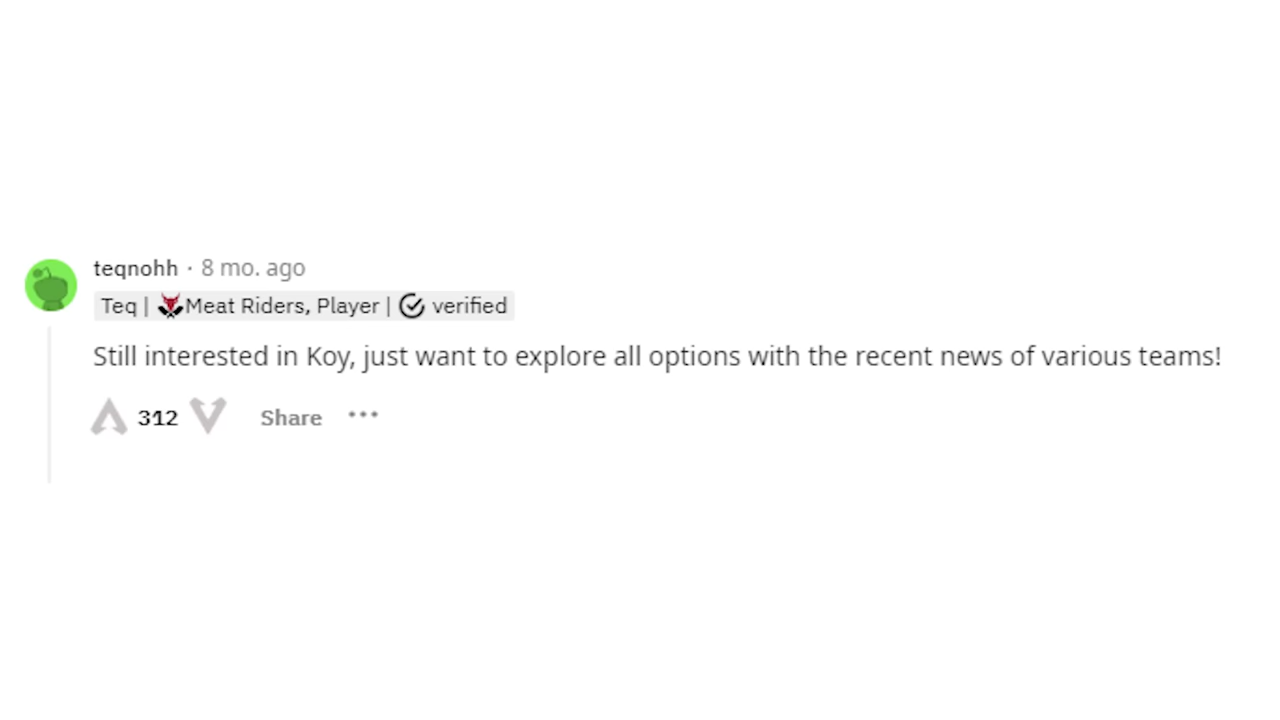 teqnohh · 8 mo. ago
Teq | Meat Riders, Player | verified
Still interested in Koy, just want to explore all options with the recent news of various teams!
312 Share ···